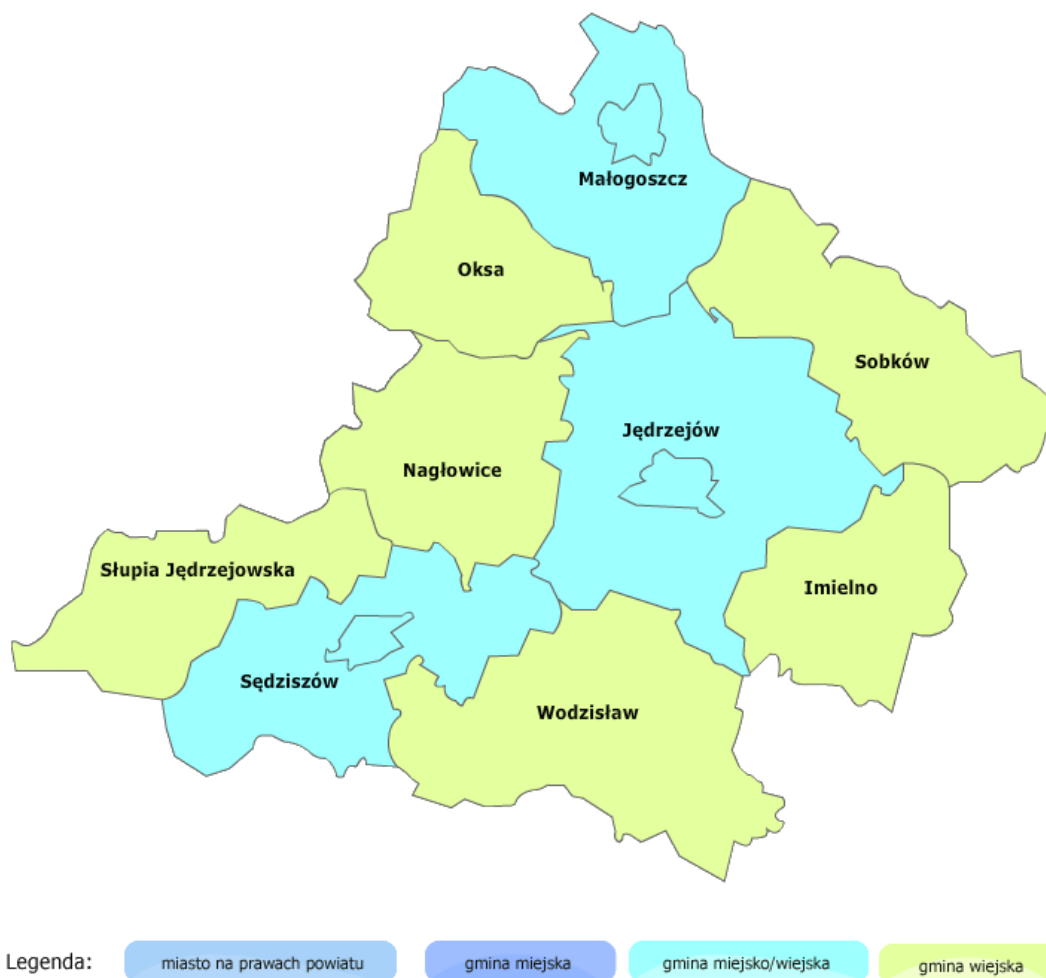 Małogoszcz
Oksa
Sobków
Jędrzejów
Nagłowice
Słupia Jędrzejowska
Imielno
Sędziszów
Wodzisław
Legenda: miasto na prawach powiatu gmina miejska gmina miejsko/wiejska gmina wiejska